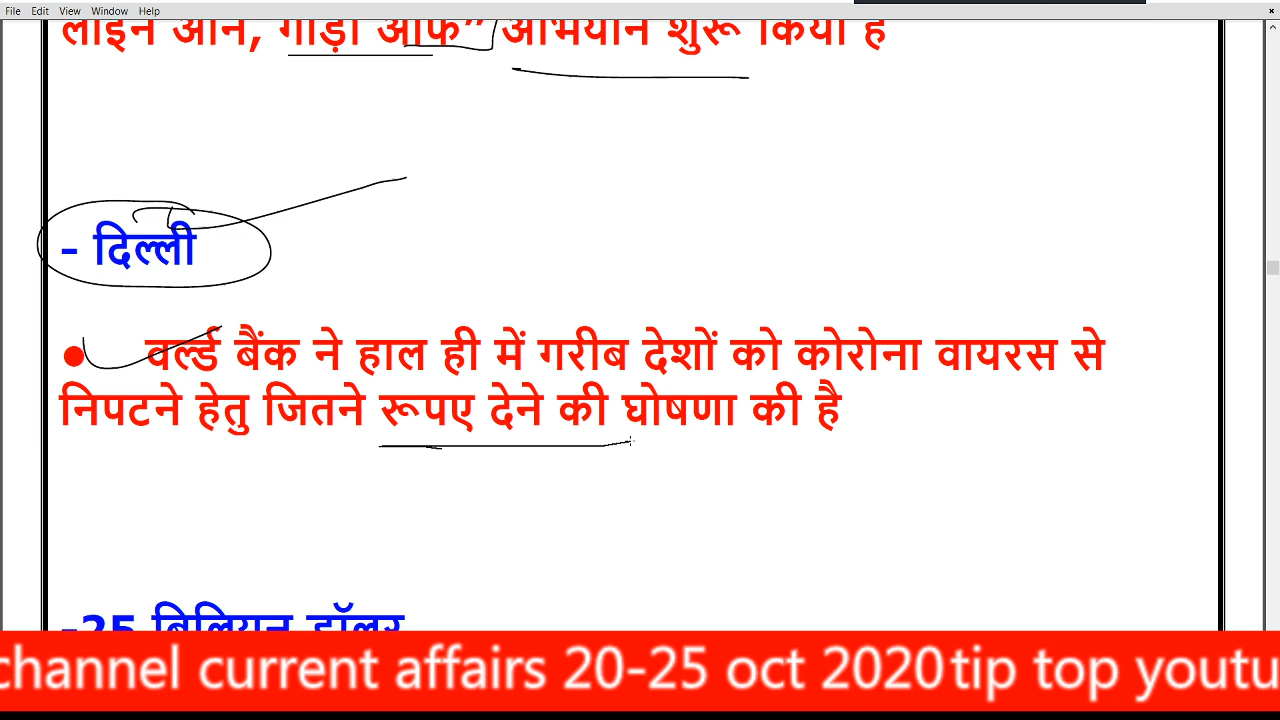 File Edit View Window Help
लाइन ऑन, गाड़ी ऑफ” अभियान शुरू किया है
- दिल्ली
● वर्ल्ड बैंक ने हाल ही में गरीब देशों को कोरोना वायरस से
निपटने हेतु जितने रूपए देने की घोषणा की है
-25 बिलियन डॉलर
channel current affairs 20-25 oct 2020 tip top youtu